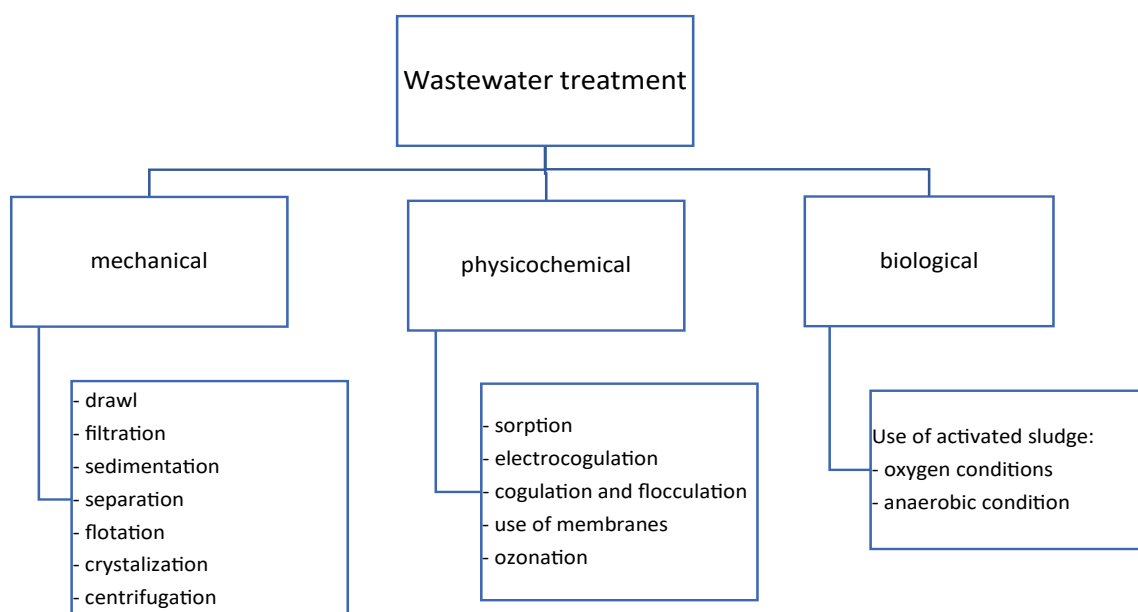 Wastewater treatment
mechanical
physicochemical
biological
- drawl
- filtration
- sedimentation
- separation
- flotation
- crystalization
- centrifugation
- sorption
- electrocogulation
- cogulation and flocculation
- use of membranes
- ozonation
Use of activated sludge:
- oxygen conditions
- anaerobic condition